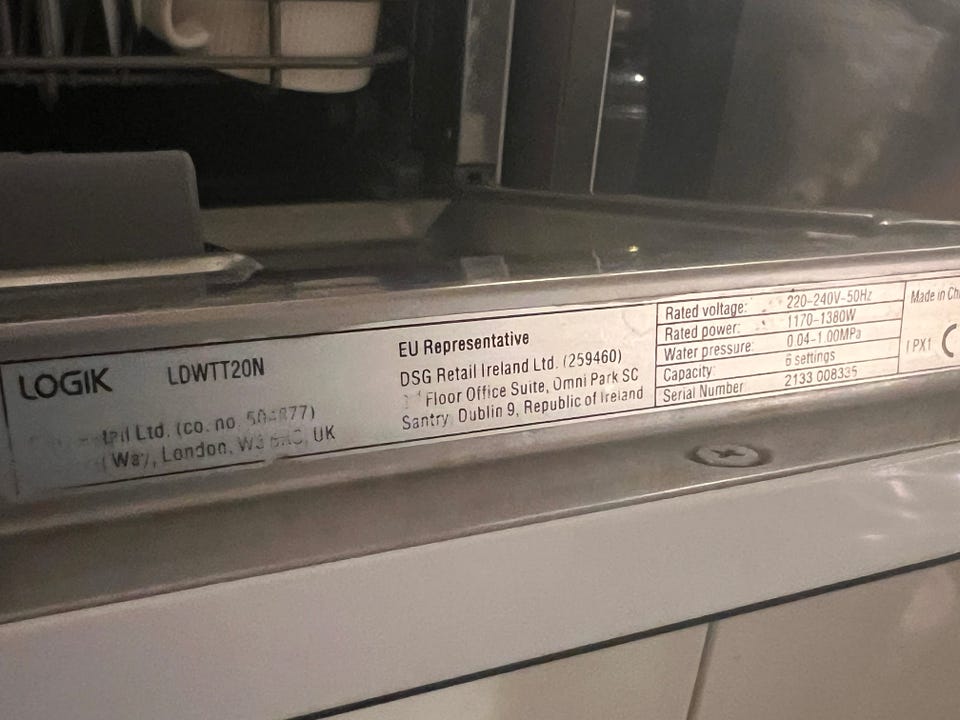 LOGIK LDWTT20N
Ltd. (co. no.
Way, London, UK
EU Representative
DSG Retail Ireland Ltd. (259460)
Floor Office Suite, Omni Park SC
Santry, Dublin 9, Republic of Ireland
Rated voltage: 220-240V~50Hz
Rated power: 1170-1380W
Water pressure: 0.04-1.00MPa
Capacity: 6 settings
Serial Number 2133 008335
Made in
IPX1 C